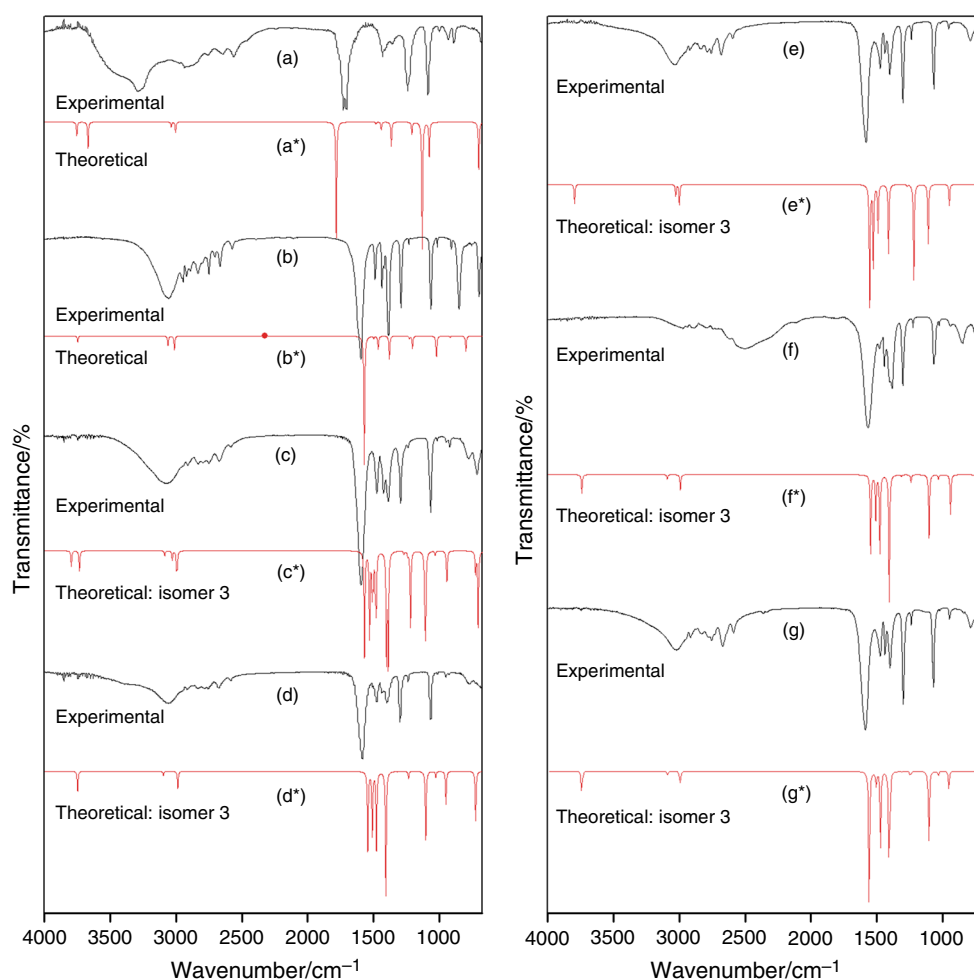 (a)
Experimental
Theoretical
(a*)
(b)
Experimental
Theoretical
(b*)
(c)
Experimental
(c*)
Theoretical: isomer 3
(d)
Experimental
(d*)
Theoretical: isomer 3
Transmittance/%
4000 3500 3000 2500 2000 1500 1000
Wavenumber/cm⁻¹
(e)
Experimental
(e*)
Theoretical: isomer 3
(f)
Experimental
(f*)
Theoretical: isomer 3
(g)
Experimental
(g*)
Theoretical: isomer 3
Transmittance/%
4000 3500 3000 2500 2000 1500 1000
Wavenumber/cm⁻¹